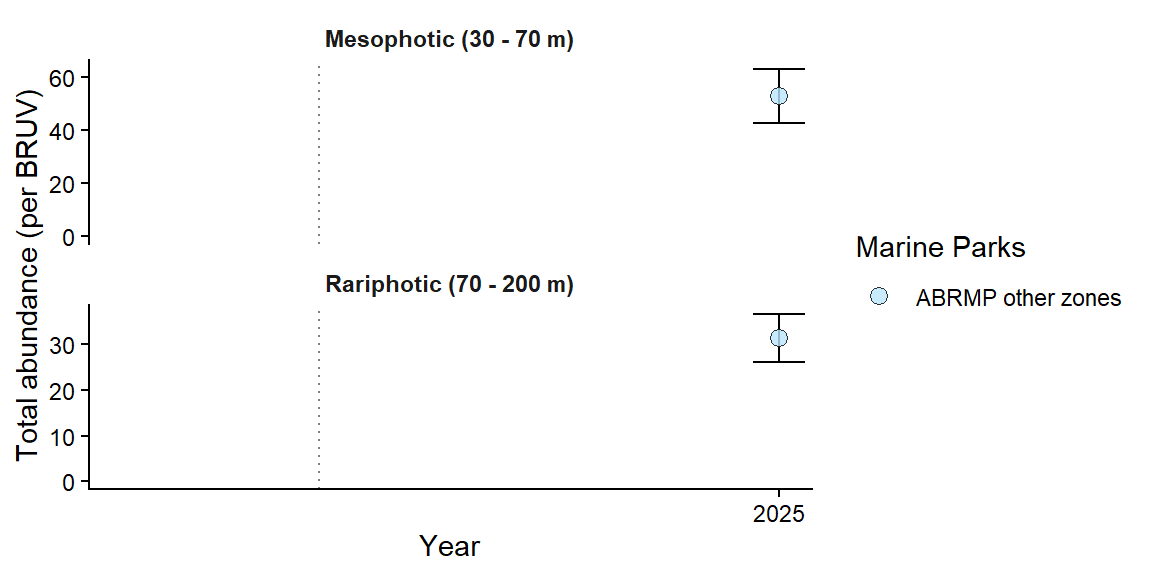 Mesophotic (30 - 70 m)
60
40
20
0
Total abundance (per BRUV)
Rariphotic (70 - 200 m)
30
20
10
0
2025
Year
Marine Parks
ABRMP other zones